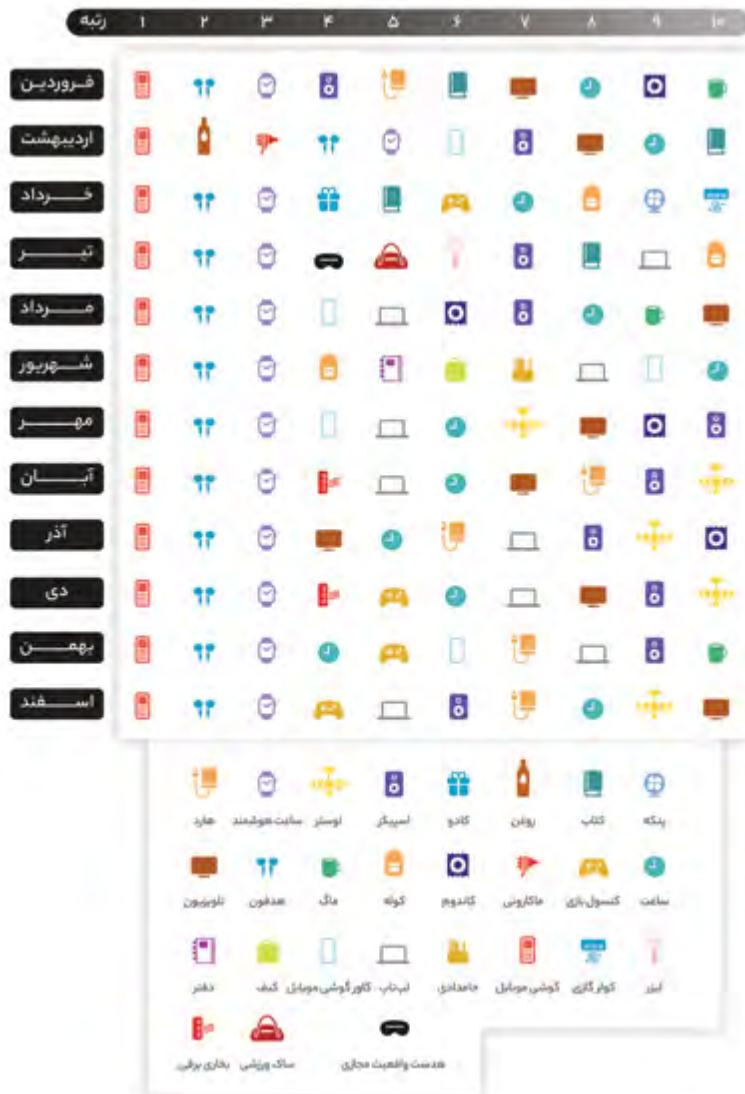 رتبه ۱ ۲ ۳ ۴ ۵ ۶ ۷ ۸ ۹ ۱۰
فروردین
اردیبهشت
خرداد
تیر
مرداد
شهریور
مهر
آبان
آذر
دی
بهمن
اسفند
هارد ساعت هوشمند لوستر اسپیکر کادو روغن کتاب پنکه
تلویزیون هدفون ماگ کوله کاندوم ماکارونی کنسول بازی ساعت
دفتر کیف کاور گوشی موبایل لپ‌تاپ جامدادی گوشی موبایل کولر گازی لیزر
بخاری برقی ساک ورزشی هدست واقعیت مجازی